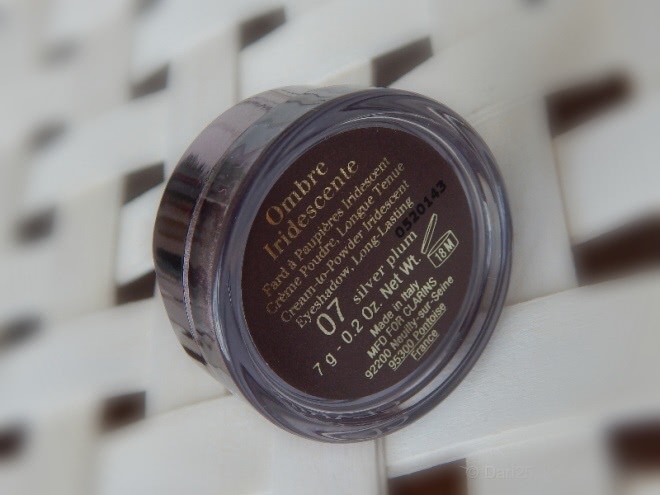 Ombre
Iridescente
Fard à Paupières Iridescent
Crème Poudre, Longue Tenue
Cream-to-Powder Iridescent
Eyeshadow, Long-Lasting
0520143
07 silver plum
7 g - 0.2 Oz. Net Wt.
18 M
Made in Italy
MFD FOR CLARINS
92200 Neuilly-sur-Seine
95300 Pontoise
France